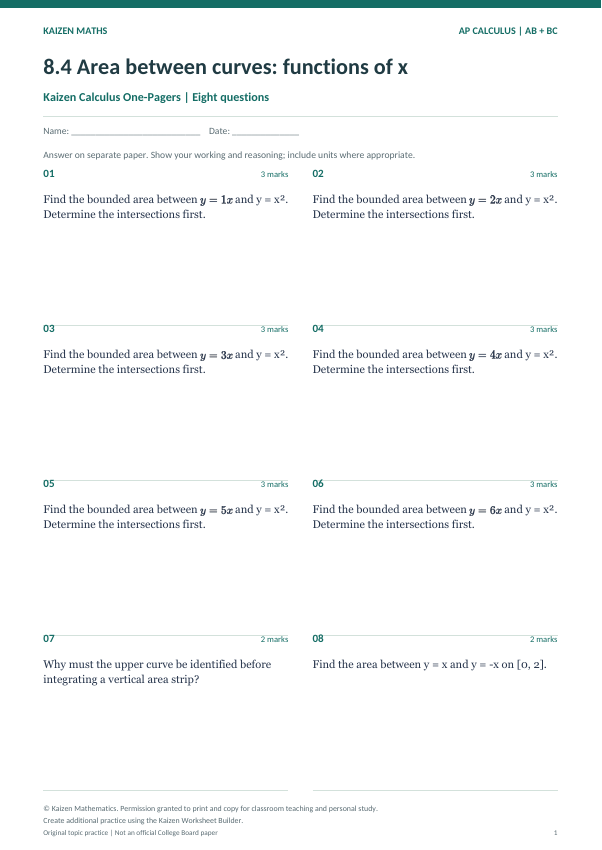 KAIZEN MATHS
AP CALCULUS | AB + BC
8.4 Area between curves: functions of x
Kaizen Calculus One-Pagers | Eight questions
Name: ____________________________ Date: ______________
Answer on separate paper. Show your working and reasoning; include units where appropriate.
01 3 marks
Find the bounded area between y = 1x and y = x².
Determine the intersections first.
02 3 marks
Find the bounded area between y = 2x and y = x².
Determine the intersections first.
03 3 marks
Find the bounded area between y = 3x and y = x².
Determine the intersections first.
04 3 marks
Find the bounded area between y = 4x and y = x².
Determine the intersections first.
05 3 marks
Find the bounded area between y = 5x and y = x².
Determine the intersections first.
06 3 marks
Find the bounded area between y = 6x and y = x².
Determine the intersections first.
07 2 marks
Why must the upper curve be identified before
integrating a vertical area strip?
08 2 marks
Find the area between y = x and y = -x on [0, 2].
© Kaizen Mathematics. Permission granted to print and copy for classroom teaching and personal study.
Create additional practice using the Kaizen Worksheet Builder.
Original topic practice | Not an official College Board paper
1